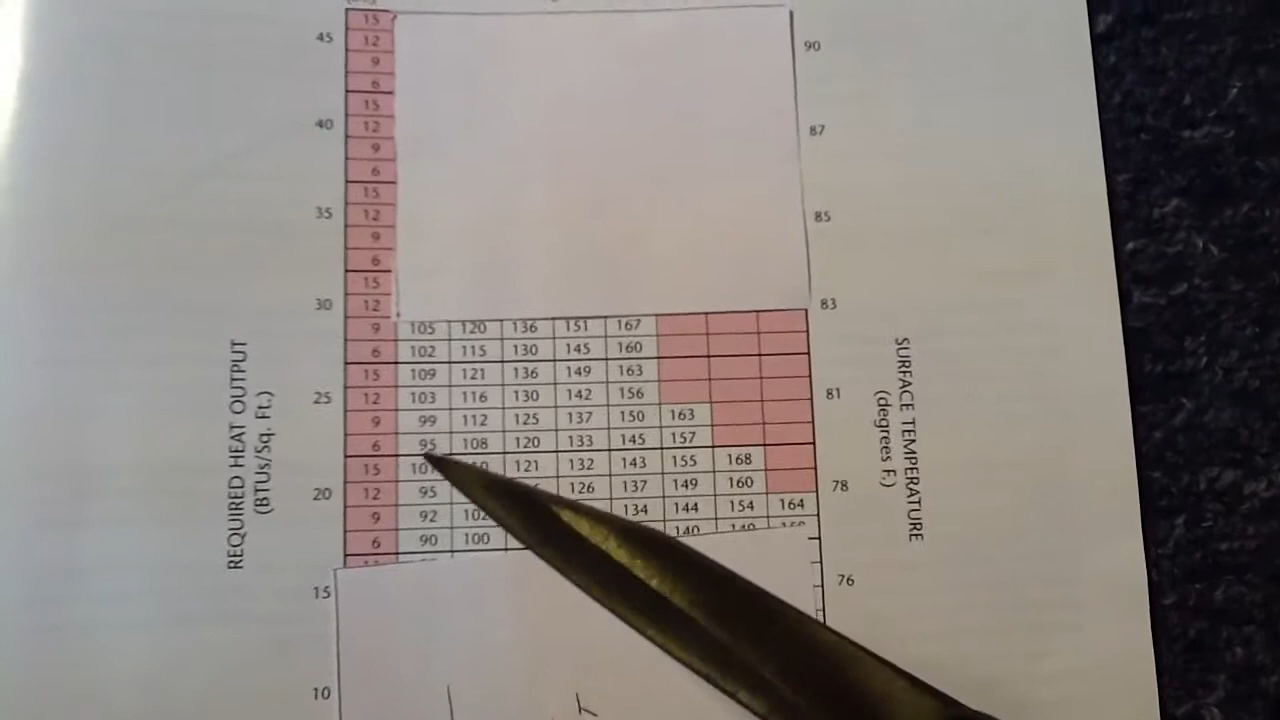 15
45 12 90
9
6
15
40 12 87
9
6
15
35 12 85
9
6
15
30 12 83
9 105 120 136 151 167
6 102 115 130 145 160
15 109 121 136 149 163
25 12 103 116 130 142 156 81
9 99 112 125 137 150 163
6 95 108 120 133 145 157
15 121 132 143 155 168
20 12 95 126 137 149 160 78
9 92 102 134 144 154 164
6 90 100 140
15 76
10
REQUIRED HEAT OUTPUT
(BTUs/Sq. Ft.)
SURFACE TEMPERATURE
(degrees F.)